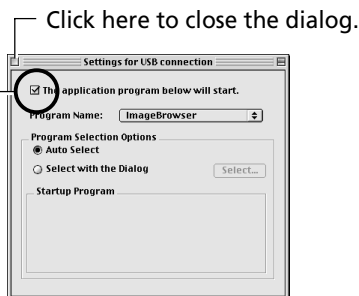 Click here to close the dialog.
Settings for USB connection
The application program below will start.
Program Name: ImageBrowser
Program Selection Options
Auto Select
Select with the Dialog Select...
Startup Program